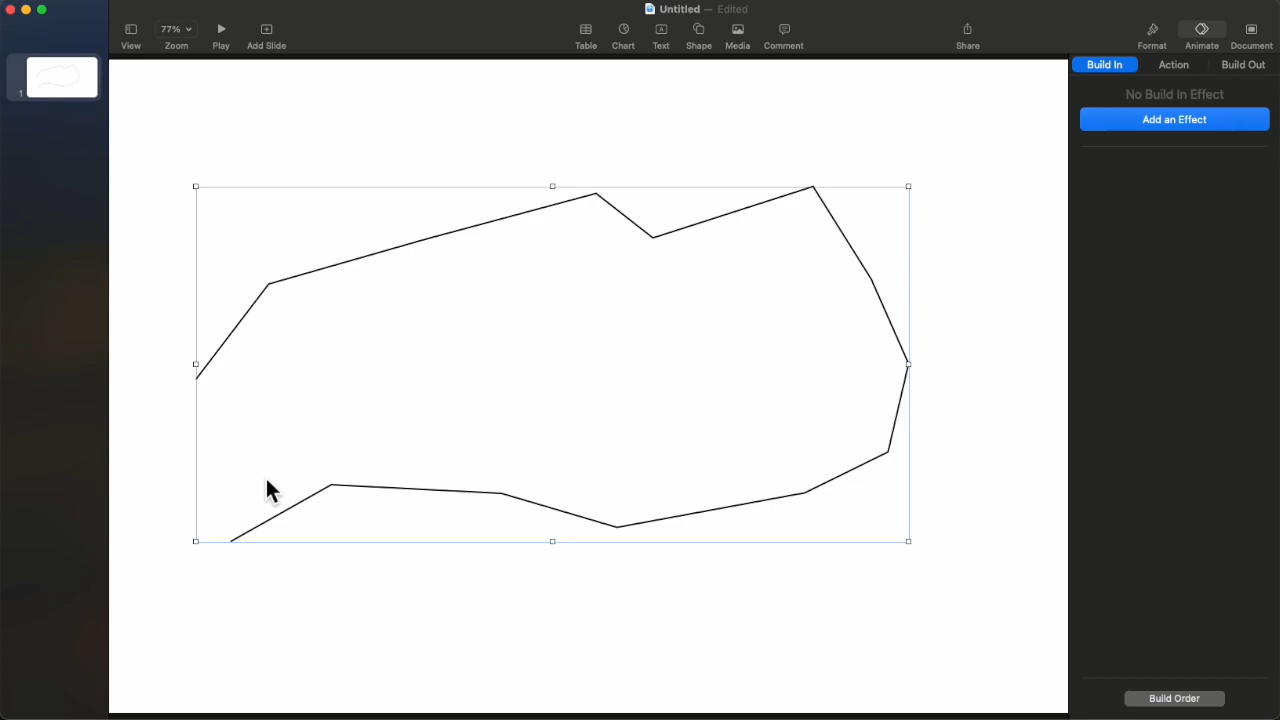 Untitled — Edited
View
77%
Zoom
Play
Add Slide
Table
Chart
Text
Shape
Media
Comment
Share
Format
Animate
Document
Build In
Action
Build Out
No Build In Effect
Add an Effect
1
Build Order